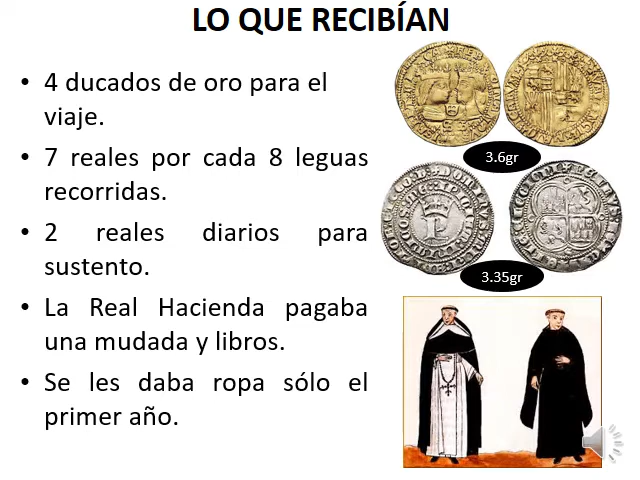 LO QUE RECIBÍAN
• 4 ducados de oro para el
viaje.
• 7 reales por cada 8 leguas
recorridas.
• 2 reales diarios para
sustento.
• La Real Hacienda pagaba
una mudada y libros.
• Se les daba ropa sólo el
primer año.
3.6gr
3.35gr